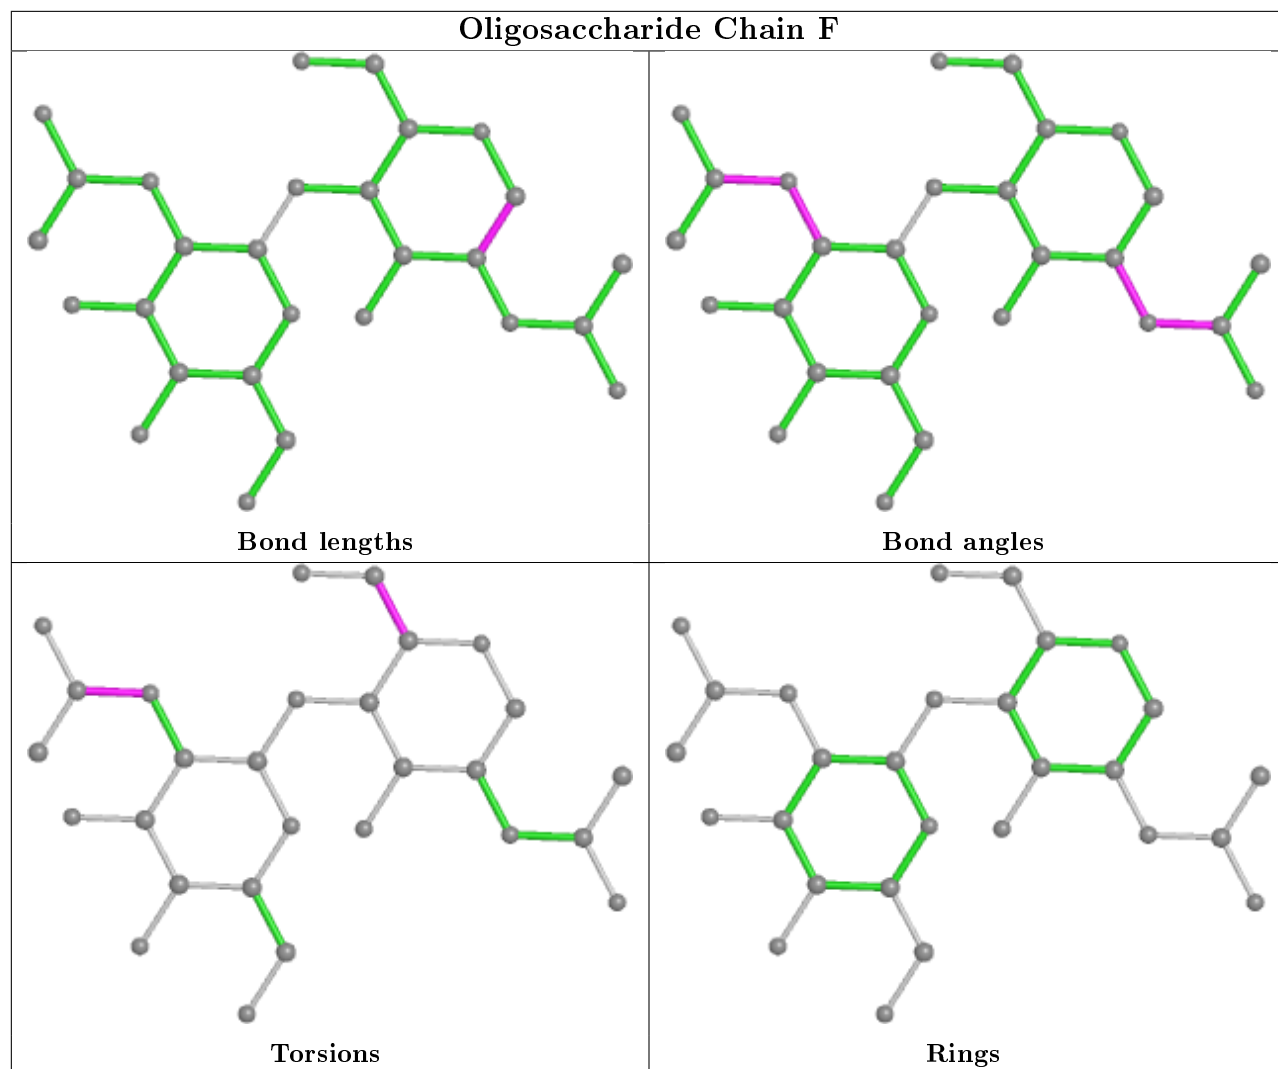 Oligosaccharide Chain F
Bond lengths
Bond angles
Torsions
Rings